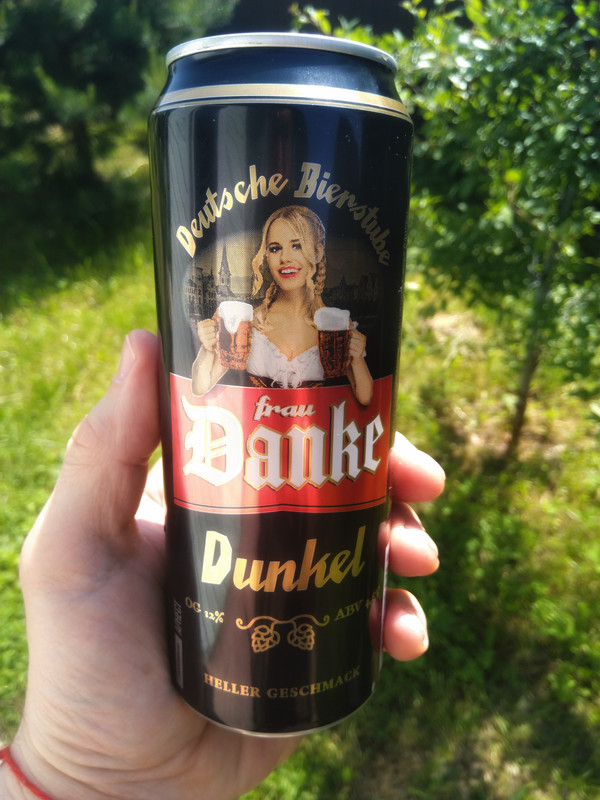 Deutsche Bierstube
frau
Danke
Dunkel
OG 12% ABV
HELLER GESCHMACK